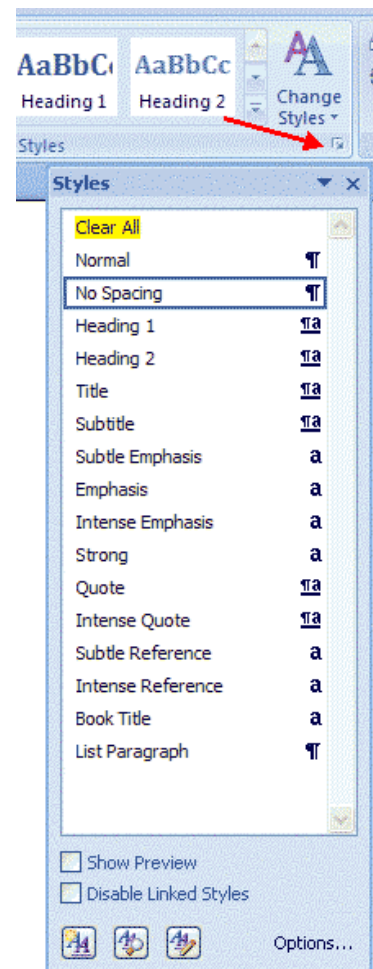 AaBbC AaBbCc
Heading 1 Heading 2 Change
Styles
Styles
Styles
Clear All
Normal ¶
No Spacing ¶
Heading 1 ¶a
Heading 2 ¶a
Title ¶a
Subtitle ¶a
Subtle Emphasis a
Emphasis a
Intense Emphasis a
Strong a
Quote ¶a
Intense Quote ¶a
Subtle Reference a
Intense Reference a
Book Title a
List Paragraph ¶
Show Preview
Disable Linked Styles
Options...